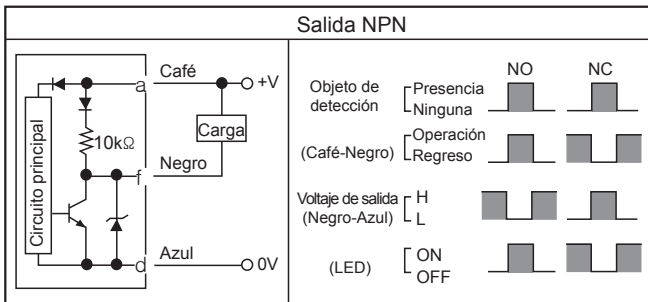 Salida NPN
Café
+V
a
Carga
10kΩ
Negro
f
Circuito principal
Azul
d
0V
NO NC
Objeto de detección
Presencia
Ninguna
(Café-Negro)
Operación
Regreso
Voltaje de salida
(Negro-Azul)
H
L
(LED)
ON
OFF